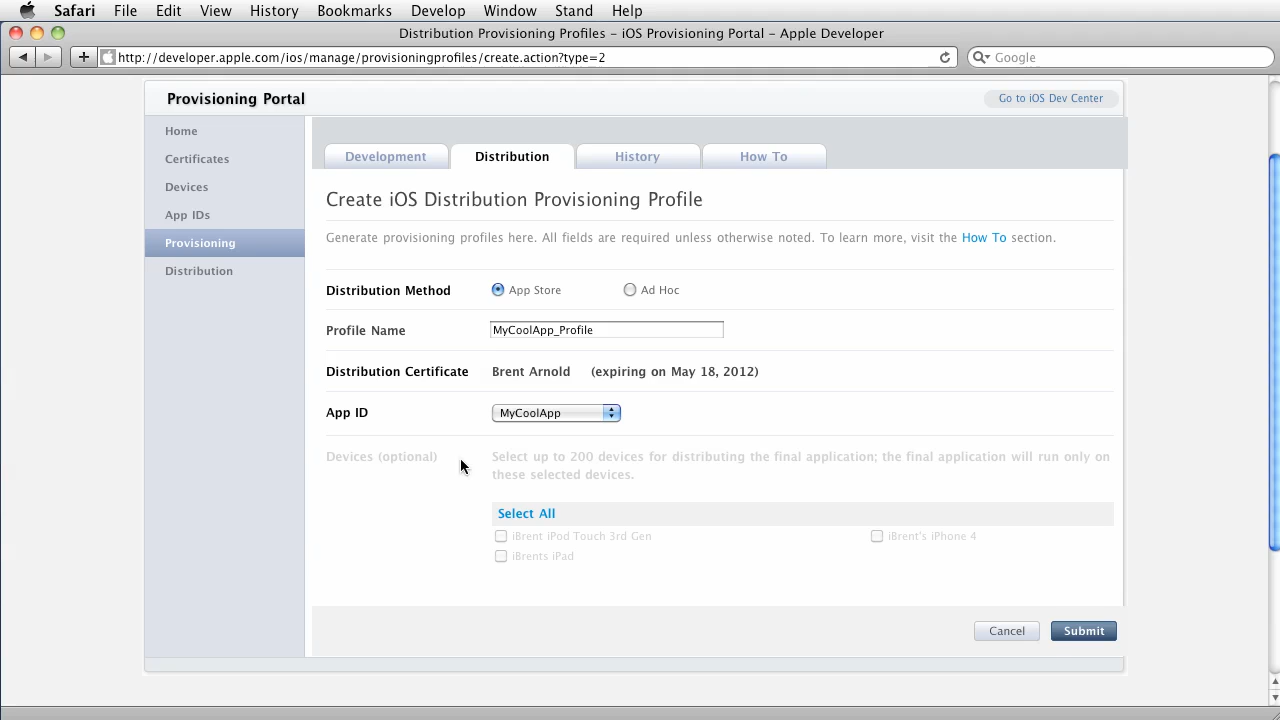 Safari File Edit View History Bookmarks Develop Window Stand Help
Distribution Provisioning Profiles - iOS Provisioning Portal - Apple Developer
http://developer.apple.com/ios/manage/provisioningprofiles/create.action?type=2
Google
Provisioning Portal
Go to iOS Dev Center
Home
Certificates
Devices
App IDs
Provisioning
Distribution
Development Distribution History How To
Create iOS Distribution Provisioning Profile
Generate provisioning profiles here. All fields are required unless otherwise noted. To learn more, visit the How To section.
Distribution Method App Store Ad Hoc
Profile Name MyCoolApp_Profile
Distribution Certificate Brent Arnold (expiring on May 18, 2012)
App ID MyCoolApp
Devices (optional) Select up to 200 devices for distributing the final application; the final application will run only on
these selected devices.
Select All
iBrent iPod Touch 3rd Gen iBrent's iPhone 4
iBrents iPad
Cancel Submit